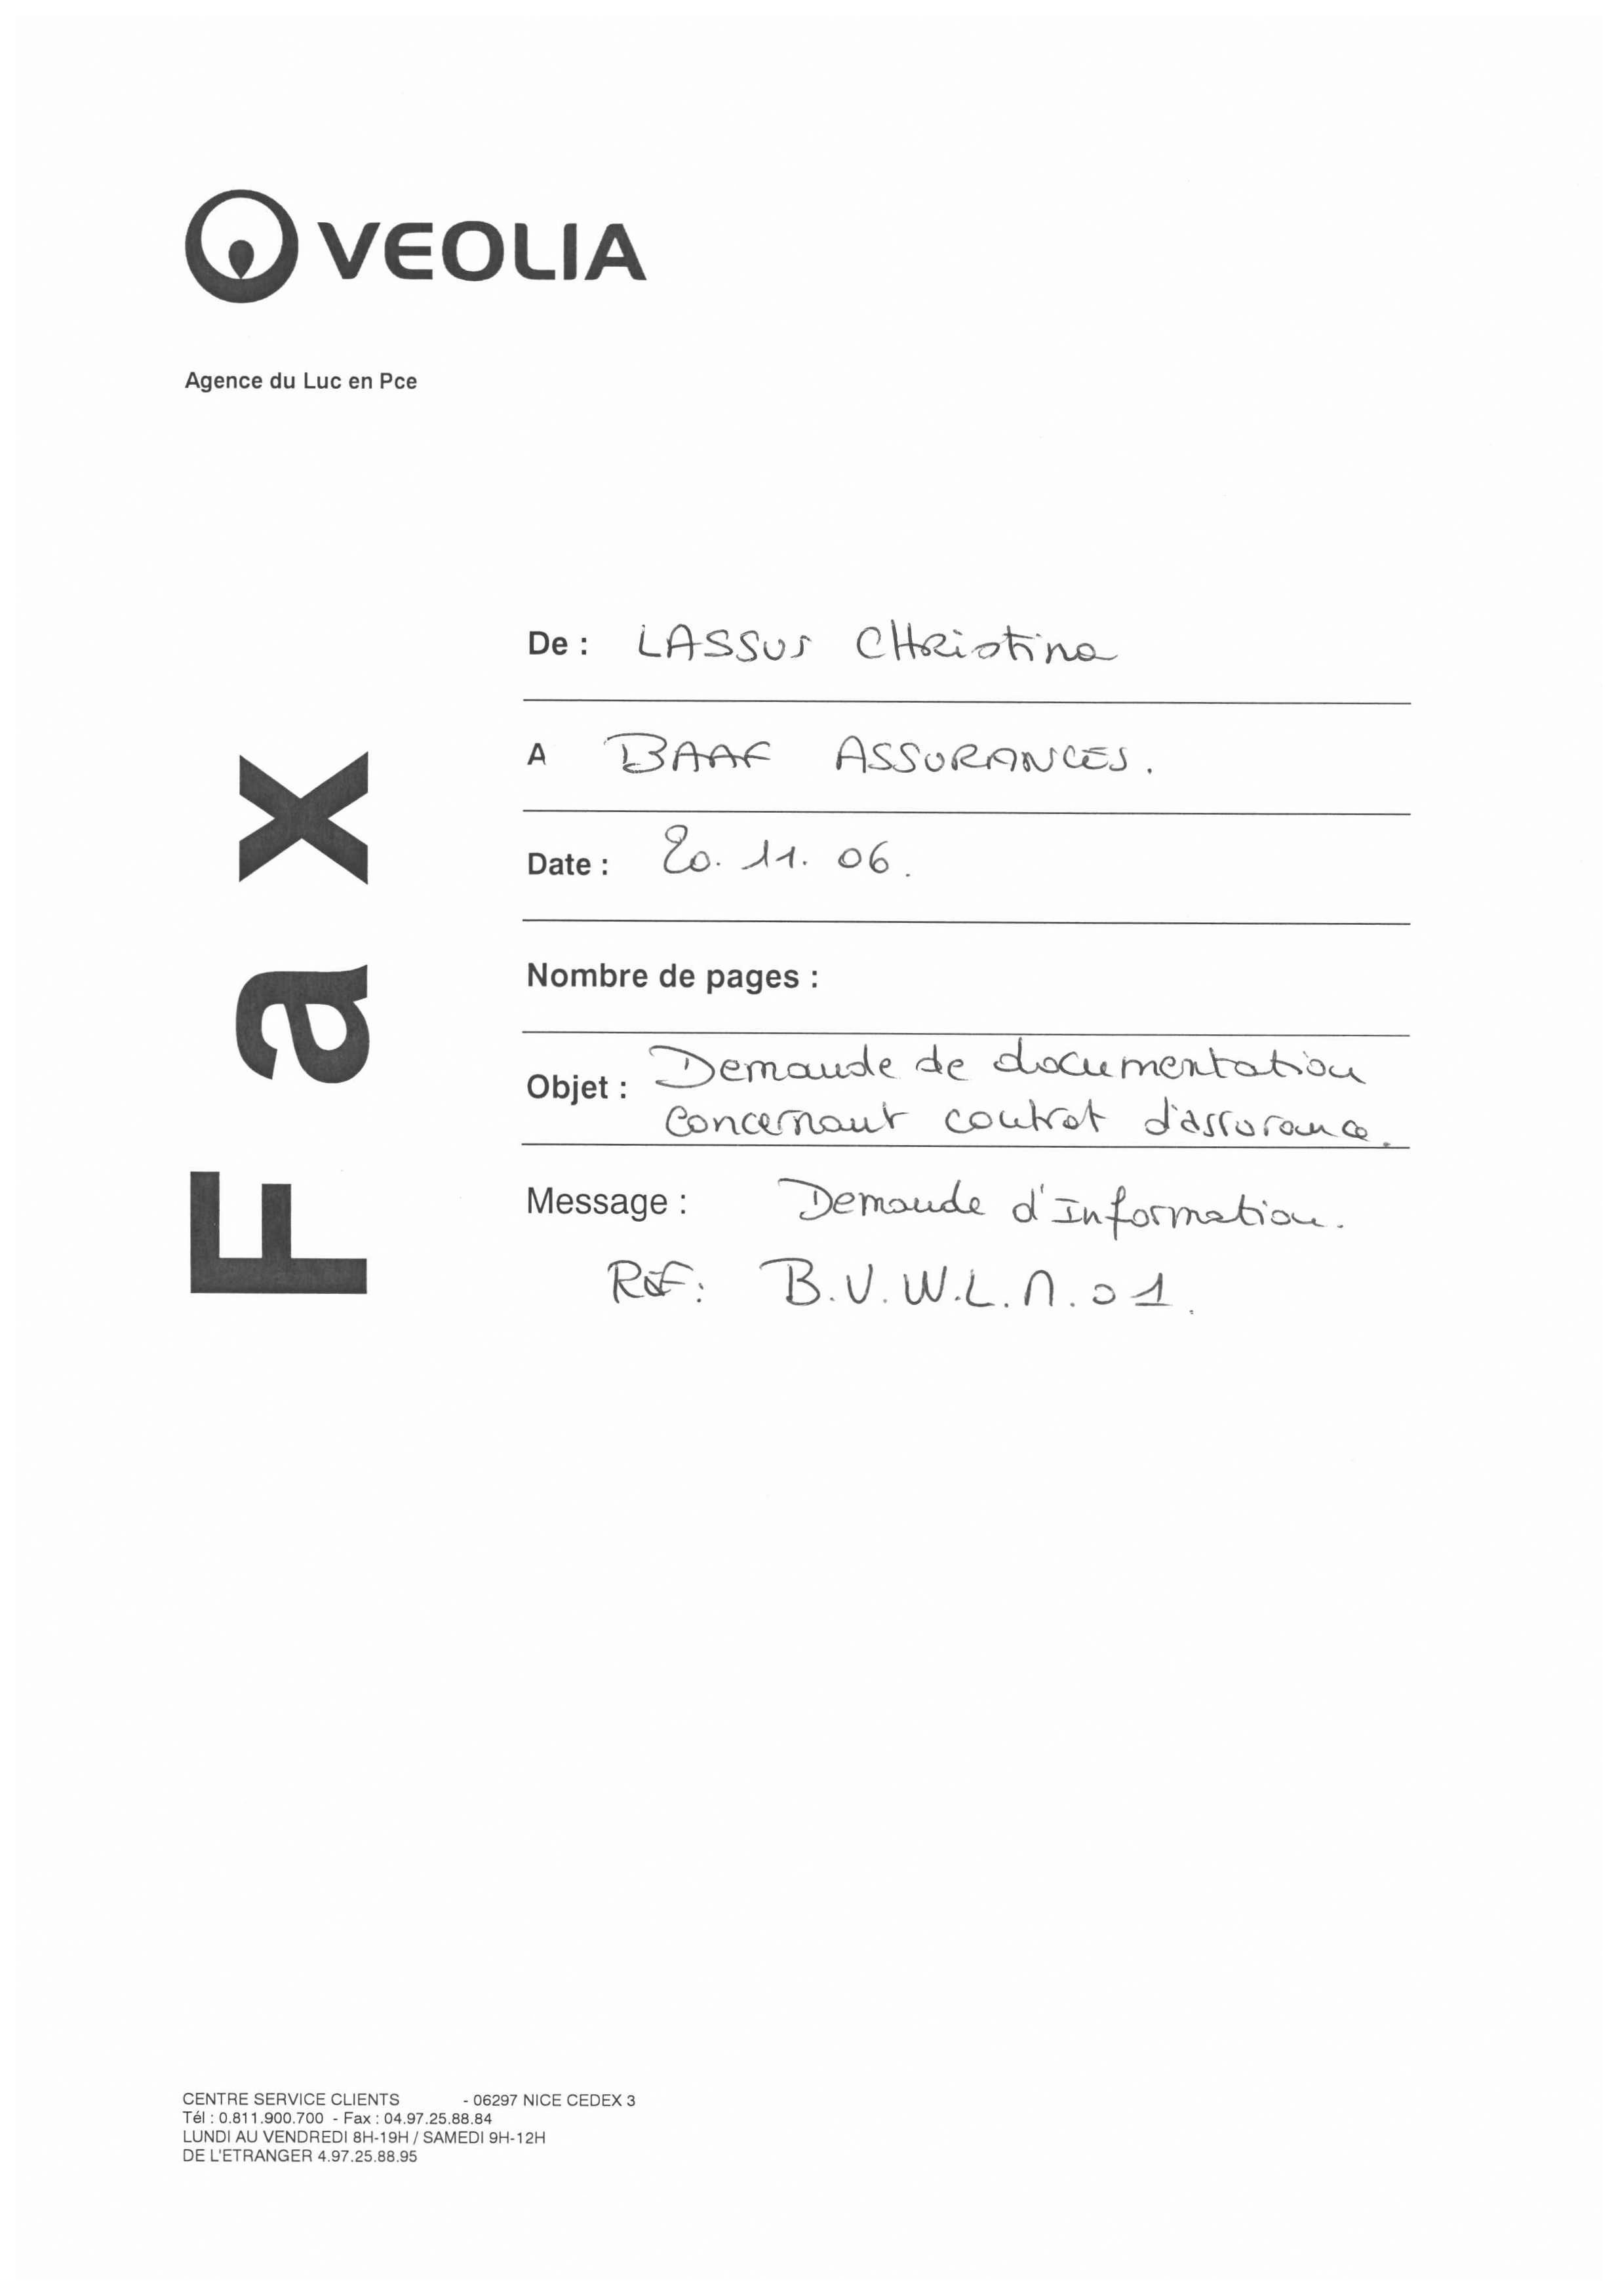 VEOLIA
Agence du Luc en Pce
Fax
De : LASSUS CHRistina
A BAAF ASSURANCES.
Date : 20. 11. 06.
Nombre de pages :
Objet : Demande de documentation
concernant contrat d'assurance.
Message : Demande d'Information.
Réf: B.V.W.L.N.01.
CENTRE SERVICE CLIENTS - 06297 NICE CEDEX 3
Tél : 0.811.900.700 - Fax : 04.97.25.88.84
LUNDI AU VENDREDI 8H-19H / SAMEDI 9H-12H
DE L'ETRANGER 4.97.25.88.95